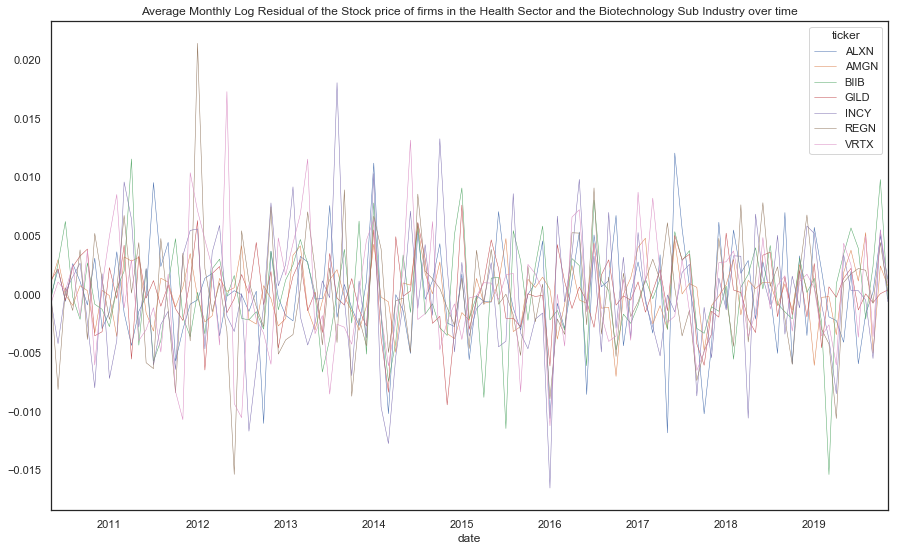 Average Monthly Log Residual of the Stock price of firms in the Health Sector and the Biotechnology Sub Industry over time
ticker
ALXN
AMGN
BIIB
GILD
INCY
REGN
VRTX
0.020
0.015
0.010
0.005
0.000
−0.005
−0.010
−0.015
2011 2012 2013 2014 2015 2016 2017 2018 2019
date